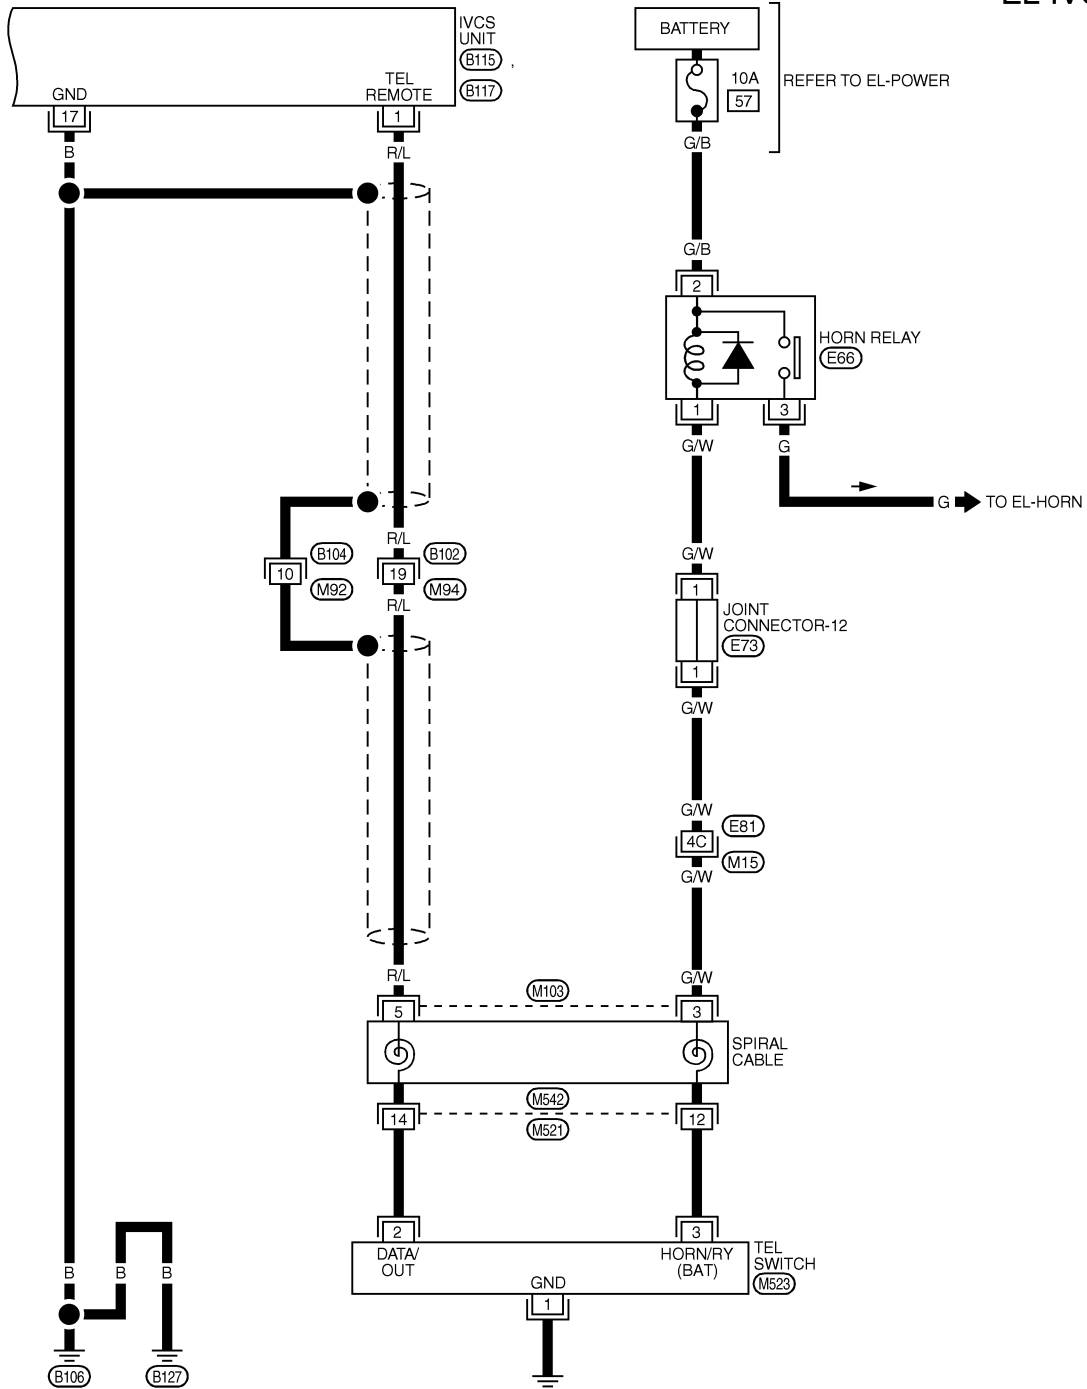 IVCS
UNIT
B115 ,
B117
GND
TEL
REMOTE
17
1
B
R/L
BATTERY
10A
57
REFER TO EL-POWER
G/B
G/B
2
HORN RELAY
E66
1
3
G/W
G
G TO EL-HORN
R/L
B104
B102
10
19
M92
M94
R/L
G/W
1
JOINT
CONNECTOR-12
E73
1
G/W
G/W
E81
4C
M15
G/W
R/L
G/W
M103
5
3
SPIRAL
CABLE
M542
14
12
M521
2
3
DATA/
OUT
HORN/RY
(BAT)
TEL
SWITCH
M523
GND
1
B
B
B
B106
B127